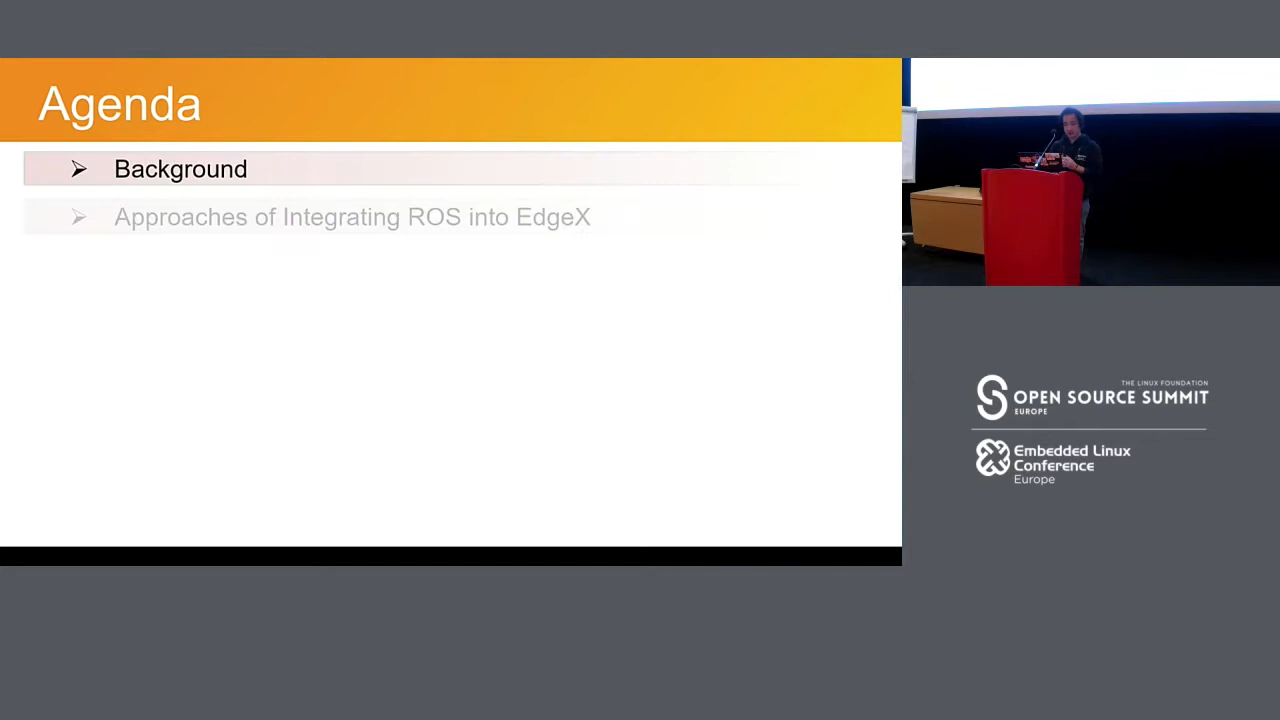 Agenda
➢ Background
➢ Approaches of Integrating ROS into EdgeX
THE LINUX FOUNDATION
OPEN SOURCE SUMMIT
EUROPE
Embedded Linux
Conference
Europe